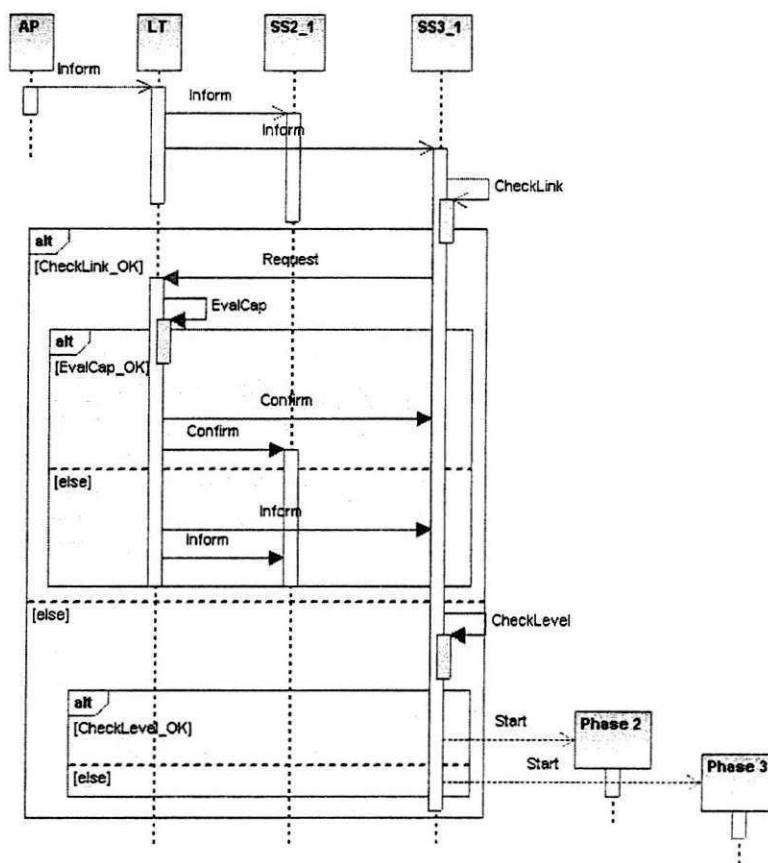 AP
LT
SS2_1
SS3_1
Inform
Inform
Inform
CheckLink
alt
[CheckLink_OK]
Request
EvalCap
alt
[EvalCap_OK]
Confirm
Confirm
[else]
Inform
Inform
[else]
CheckLevel
alt
[CheckLevel_OK]
Start
Phase 2
[else]
Start
Phase 3